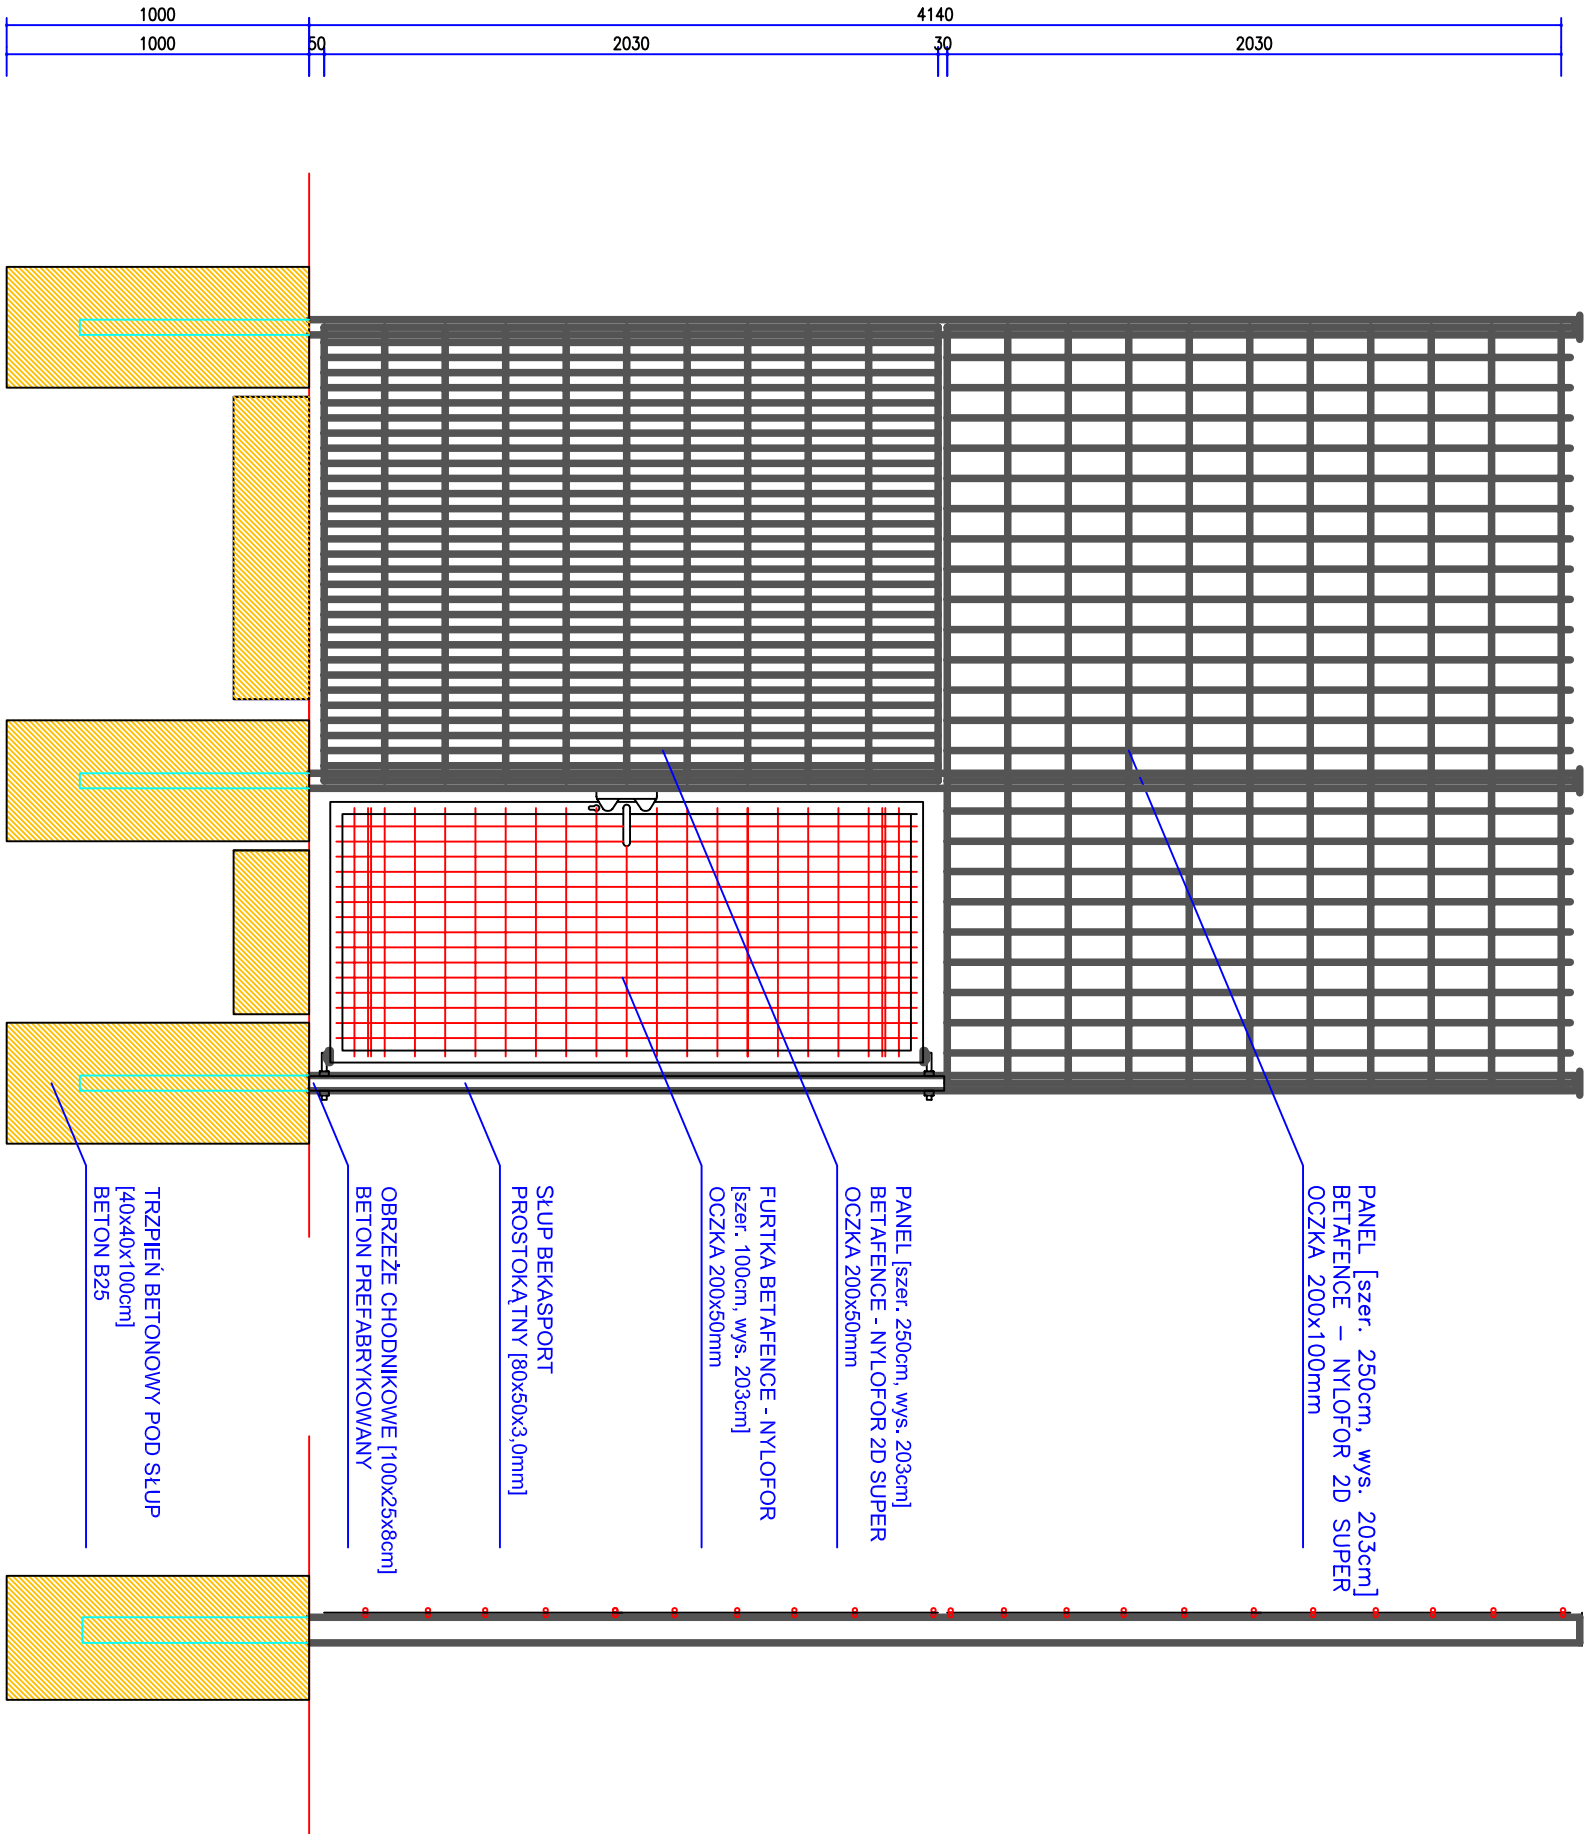 1000
4140
1000
50
2030
30
2030
PANEL [szer. 250cm, wys. 203cm]
BETAFENCE – NYLOFOR 2D SUPER
OCZKA 200x100mm
PANEL [szer. 250cm, wys. 203cm]
BETAFENCE - NYLOFOR 2D SUPER
OCZKA 200x50mm
FURTKA BETAFENCE - NYLOFOR
[szer. 100cm, wys. 203cm]
OCZKA 200x50mm
SŁUP BEKASPORT
PROSTOKĄTNY [80x50x3,0mm]
OBRZEŻE CHODNIKOWE [100x25x8cm]
BETON PREFABRYKOWANY
TRZPIEŃ BETONOWY POD SŁUP
[40x40x100cm]
BETON B25